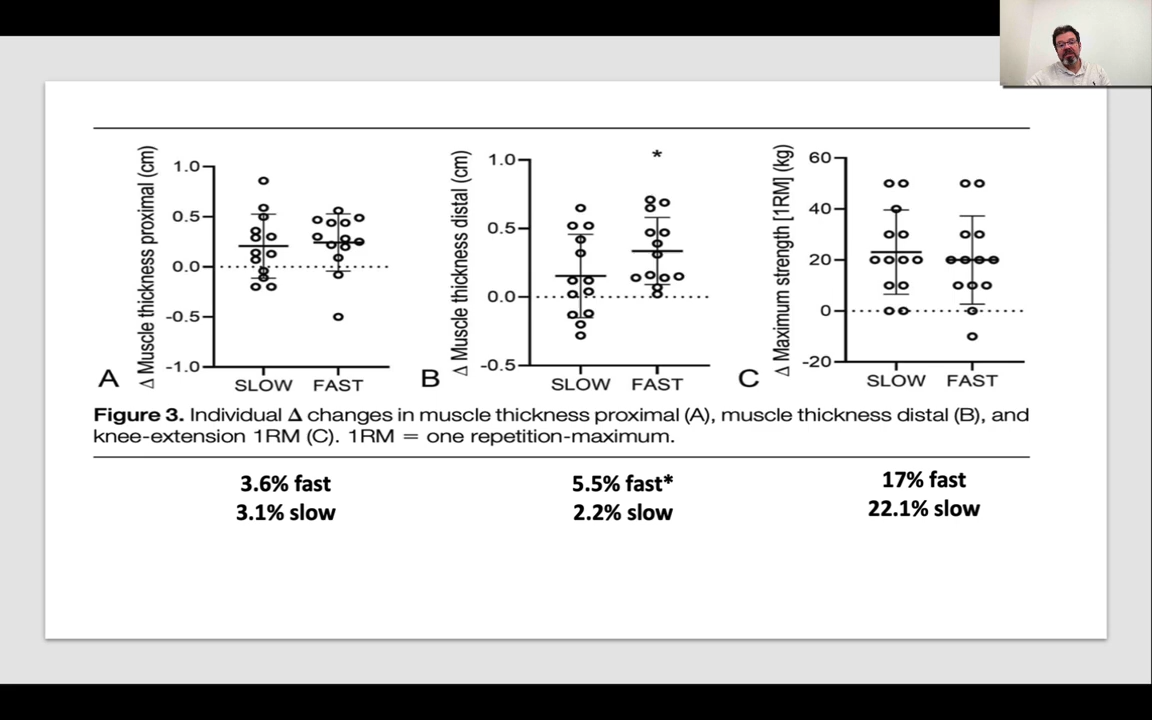 Δ Muscle thickness proximal (cm)
1.0
0.5
0.0
-0.5
-1.0
SLOW FAST
A
Δ Muscle thickness distal (cm)
1.0
0.5
0.0
-0.5
*
SLOW FAST
B
Δ Maximum strength [1RM] (kg)
60
40
20
0
-20
SLOW FAST
C
Figure 3. Individual Δ changes in muscle thickness proximal (A), muscle thickness distal (B), and
knee-extension 1RM (C). 1RM = one repetition-maximum.
3.6% fast
3.1% slow
5.5% fast*
2.2% slow
17% fast
22.1% slow